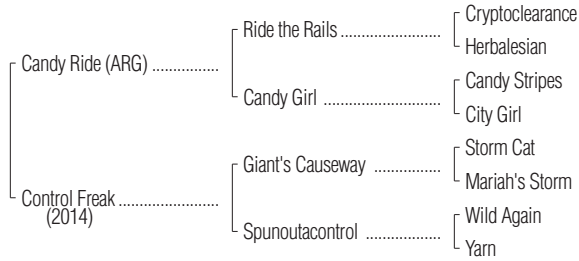 Cryptoclearance
Ride the Rails ...................
Herbalesian
Candy Ride (ARG) ................
Candy Stripes
Candy Girl .......................
City Girl
Storm Cat
Giant's Causeway .............
Mariah's Storm
Control Freak ......................
(2014)
Wild Again
Spunoutacontrol ...............
Yarn